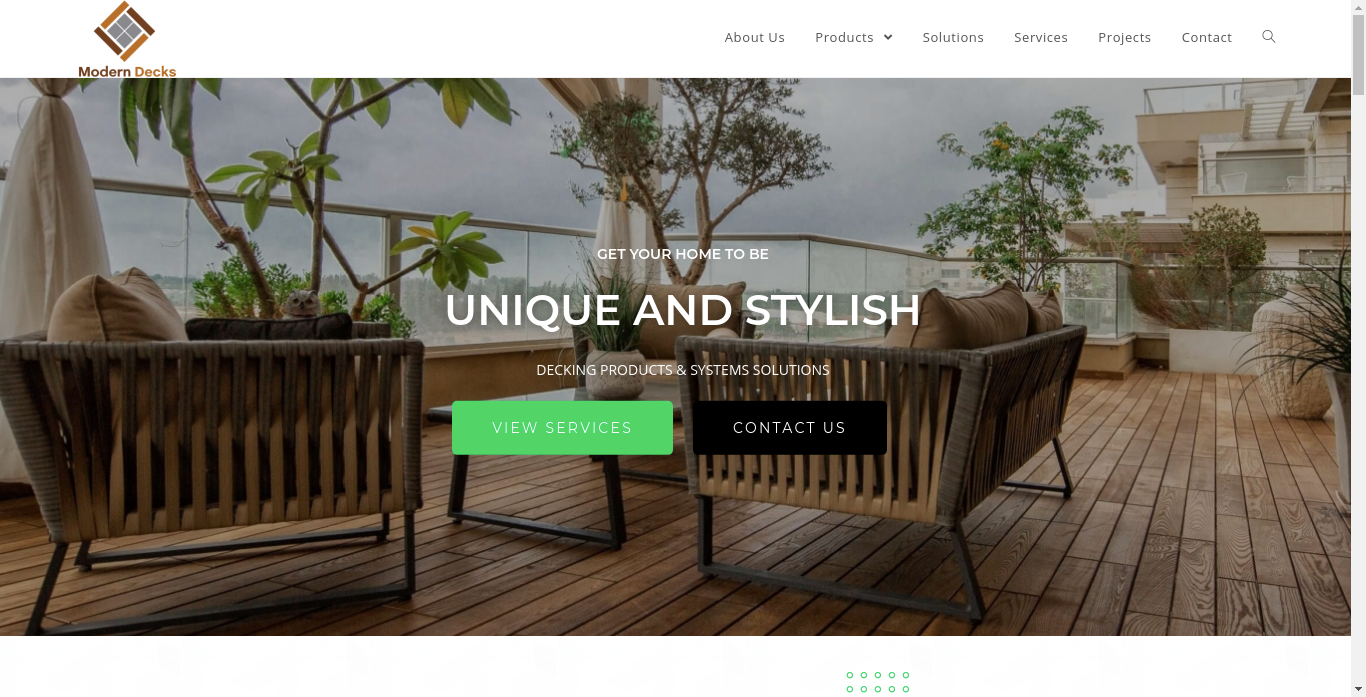 Modern Decks
About Us
Products
Solutions
Services
Projects
Contact
GET YOUR HOME TO BE
UNIQUE AND STYLISH
DECKING PRODUCTS & SYSTEMS SOLUTIONS
VIEW SERVICES
CONTACT US